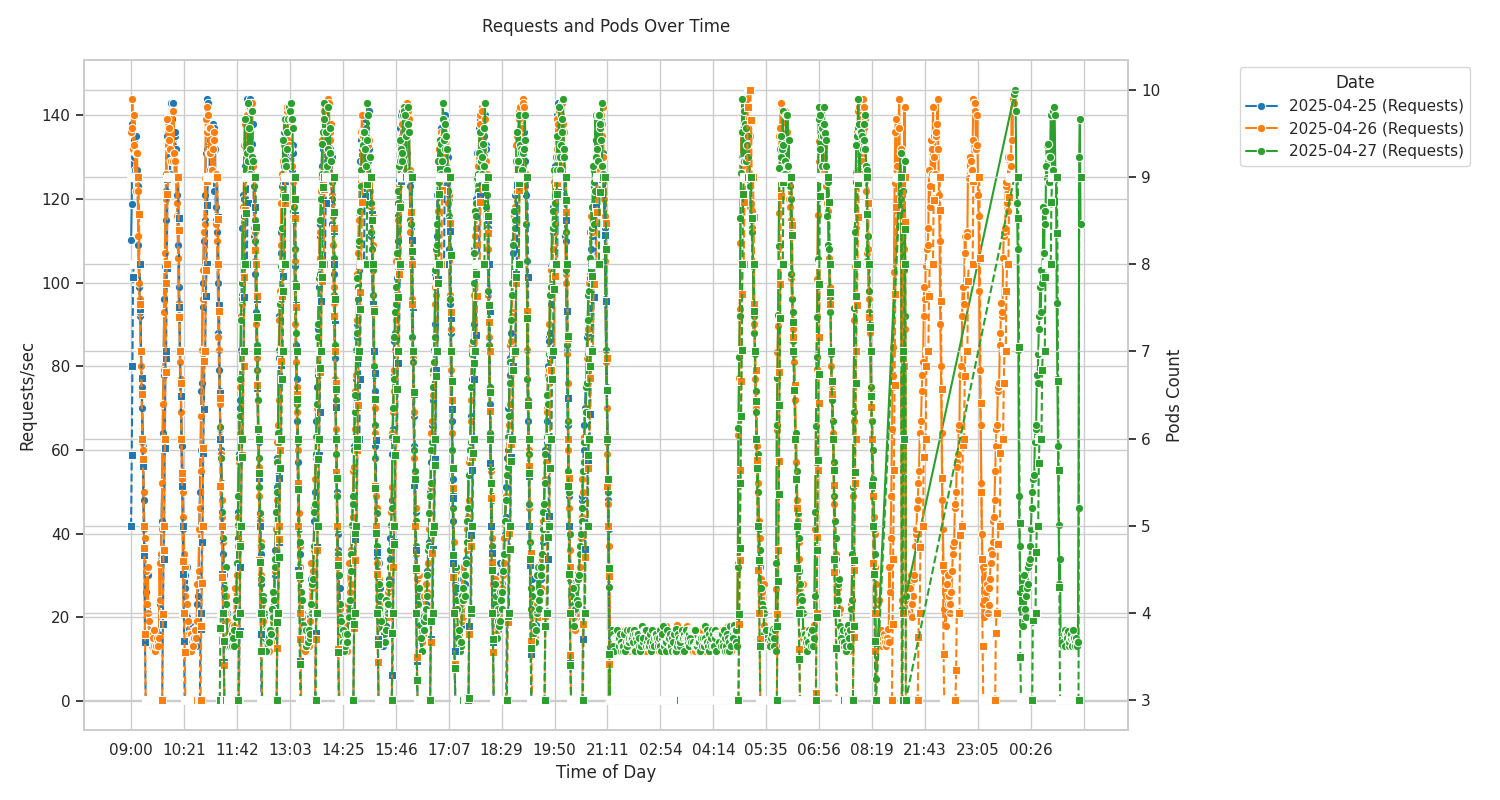 Requests and Pods Over Time
Requests/sec
140
120
100
80
60
40
20
0
10
9
8
7
6
5
4
3
Pods Count
09:00 10:21 11:42 13:03 14:25 15:46 17:07 18:29 19:50 21:11 02:54 04:14 05:35 06:56 08:19 21:43 23:05 00:26
Time of Day
Date
2025-04-25 (Requests)
2025-04-26 (Requests)
2025-04-27 (Requests)